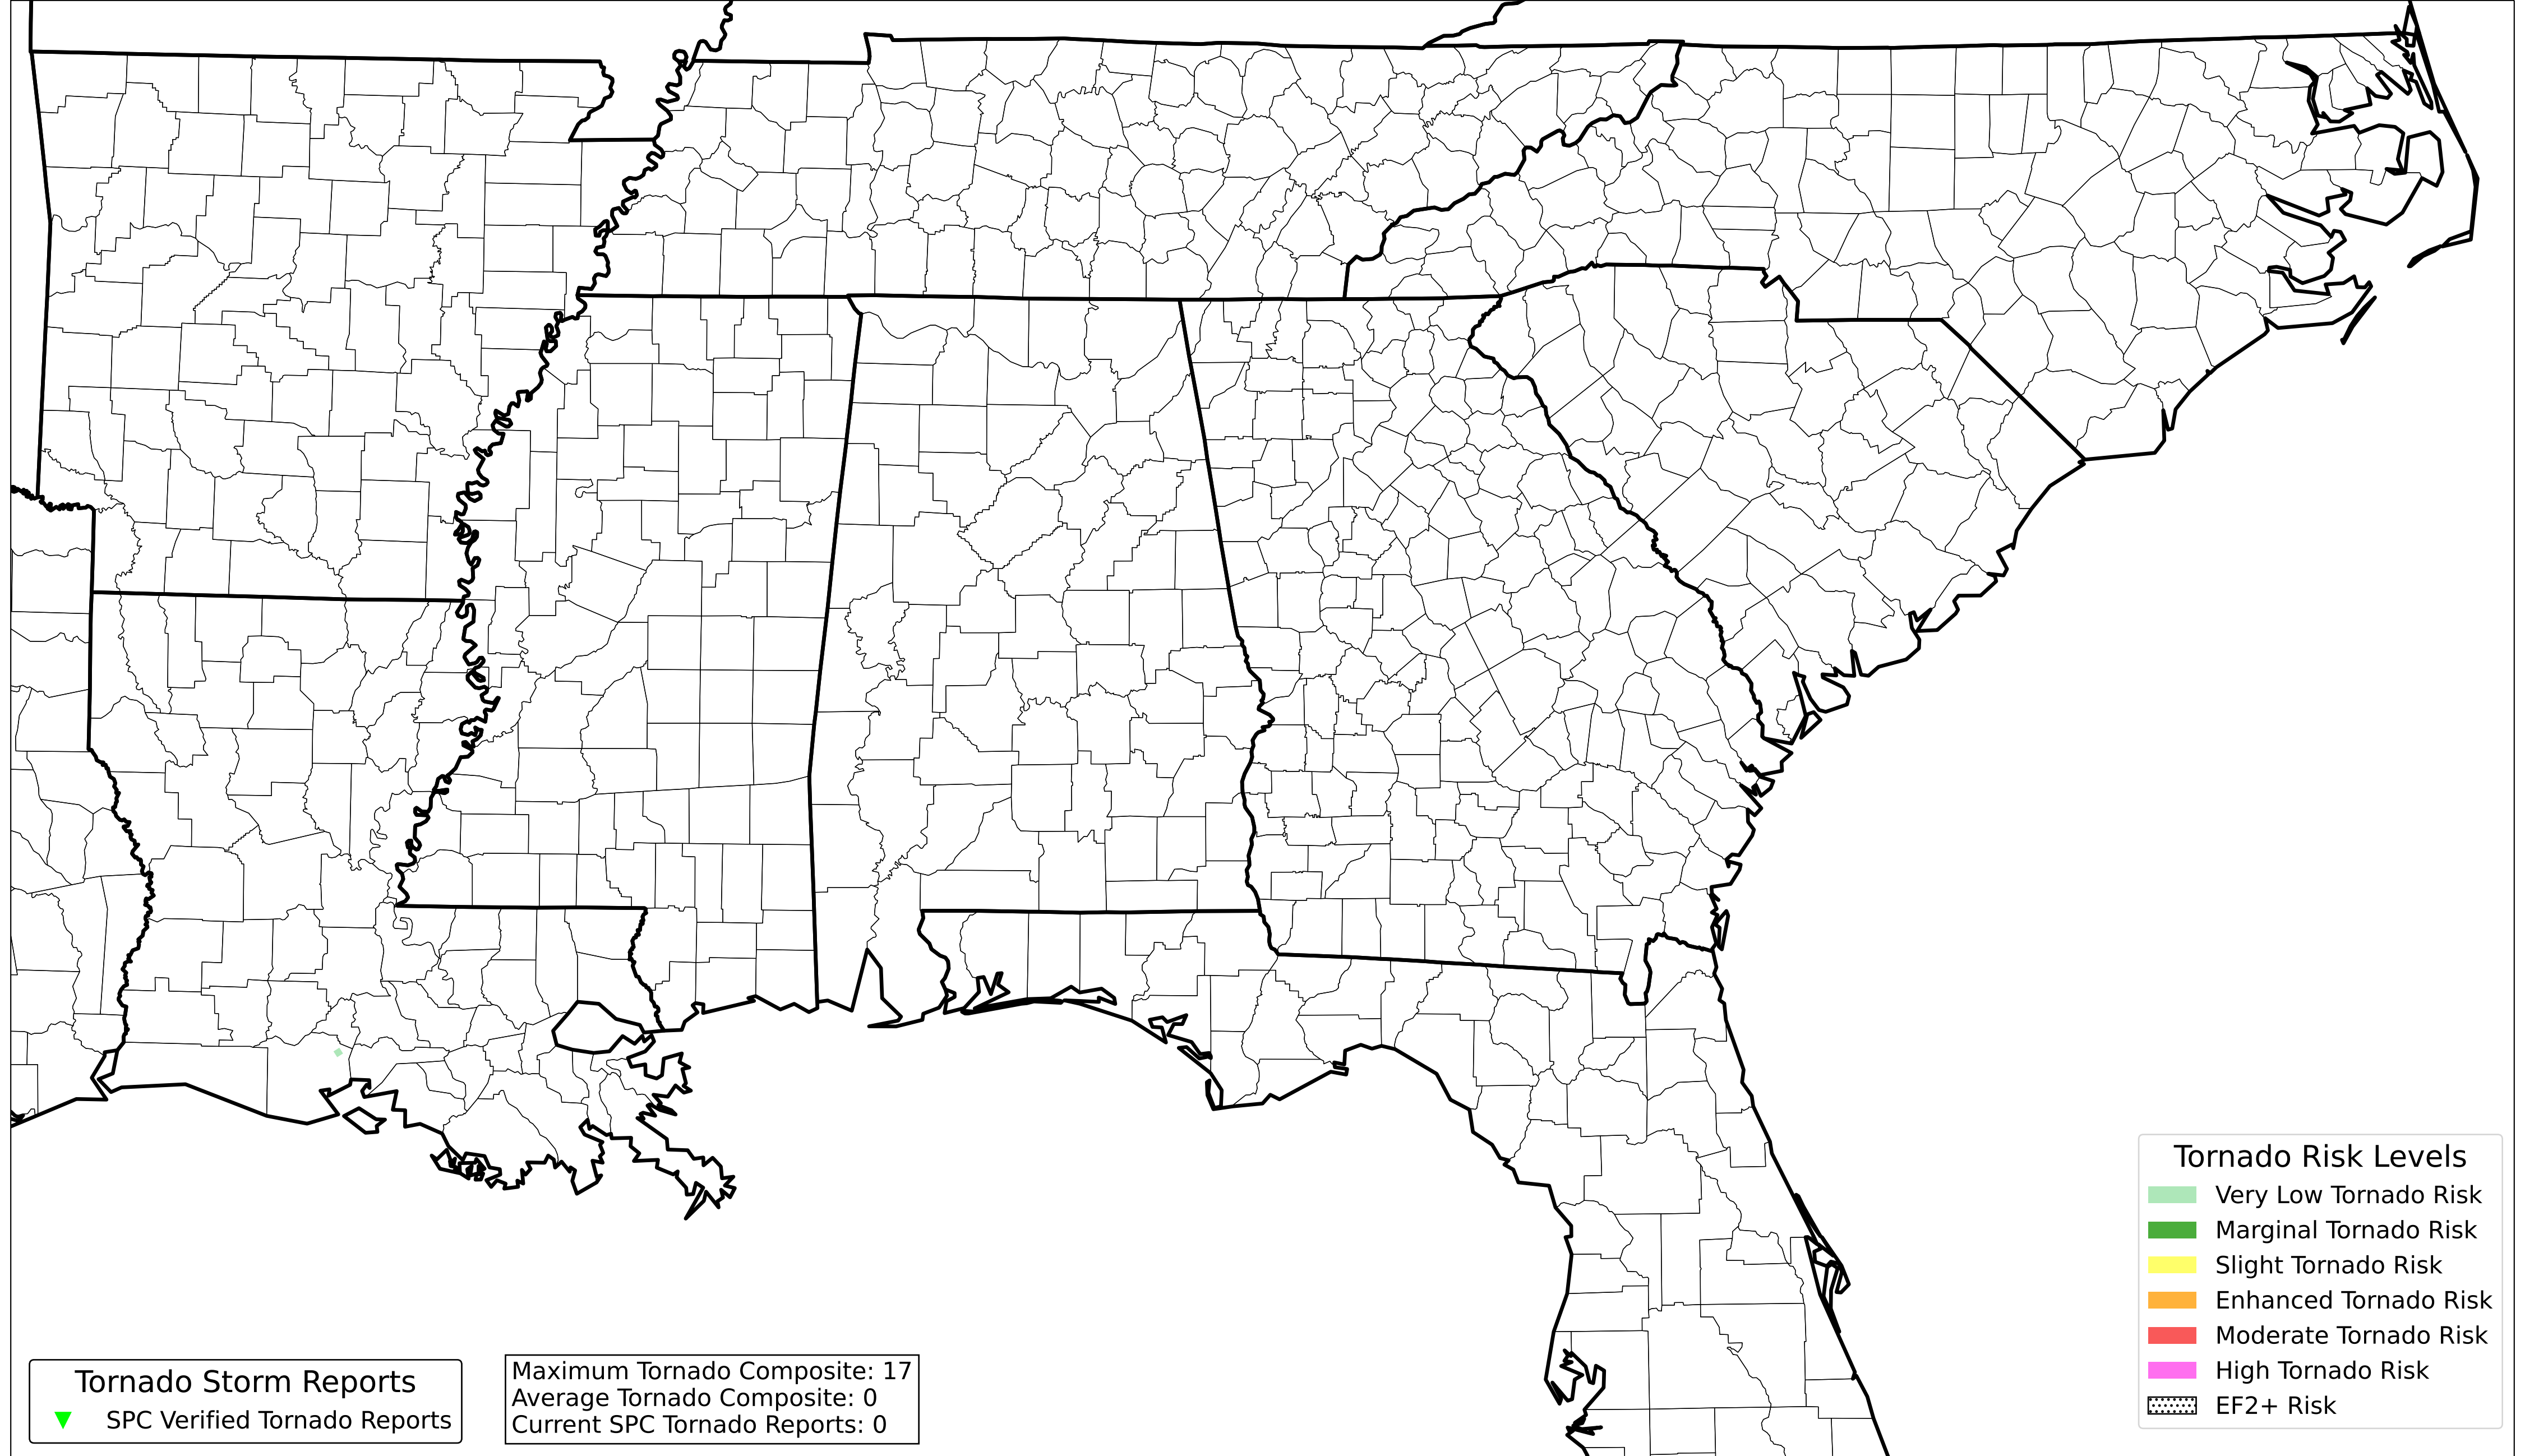 Tornado Risk Levels
Very Low Tornado Risk
Marginal Tornado Risk
Slight Tornado Risk
Enhanced Tornado Risk
Moderate Tornado Risk
High Tornado Risk
EF2+ Risk
Tornado Storm Reports
SPC Verified Tornado Reports
Maximum Tornado Composite: 17
Average Tornado Composite: 0
Current SPC Tornado Reports: 0